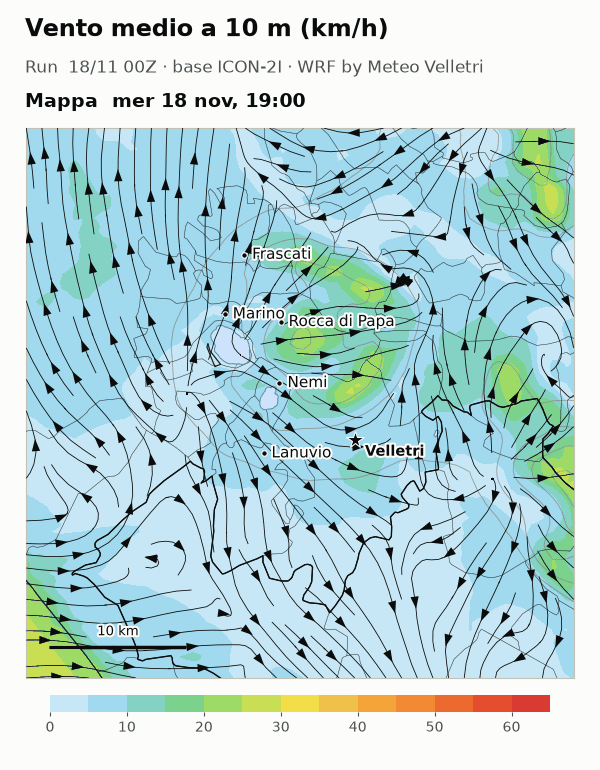 Vento medio a 10 m (km/h)
Run  18/11 00Z · base ICON-2I · WRF by Meteo Velletri
Mappa  mer 18 nov, 19:00
Frascati
Marino
Rocca di Papa
Nemi
Velletri
Lanuvio
10 km
0 10 20 30 40 50 60